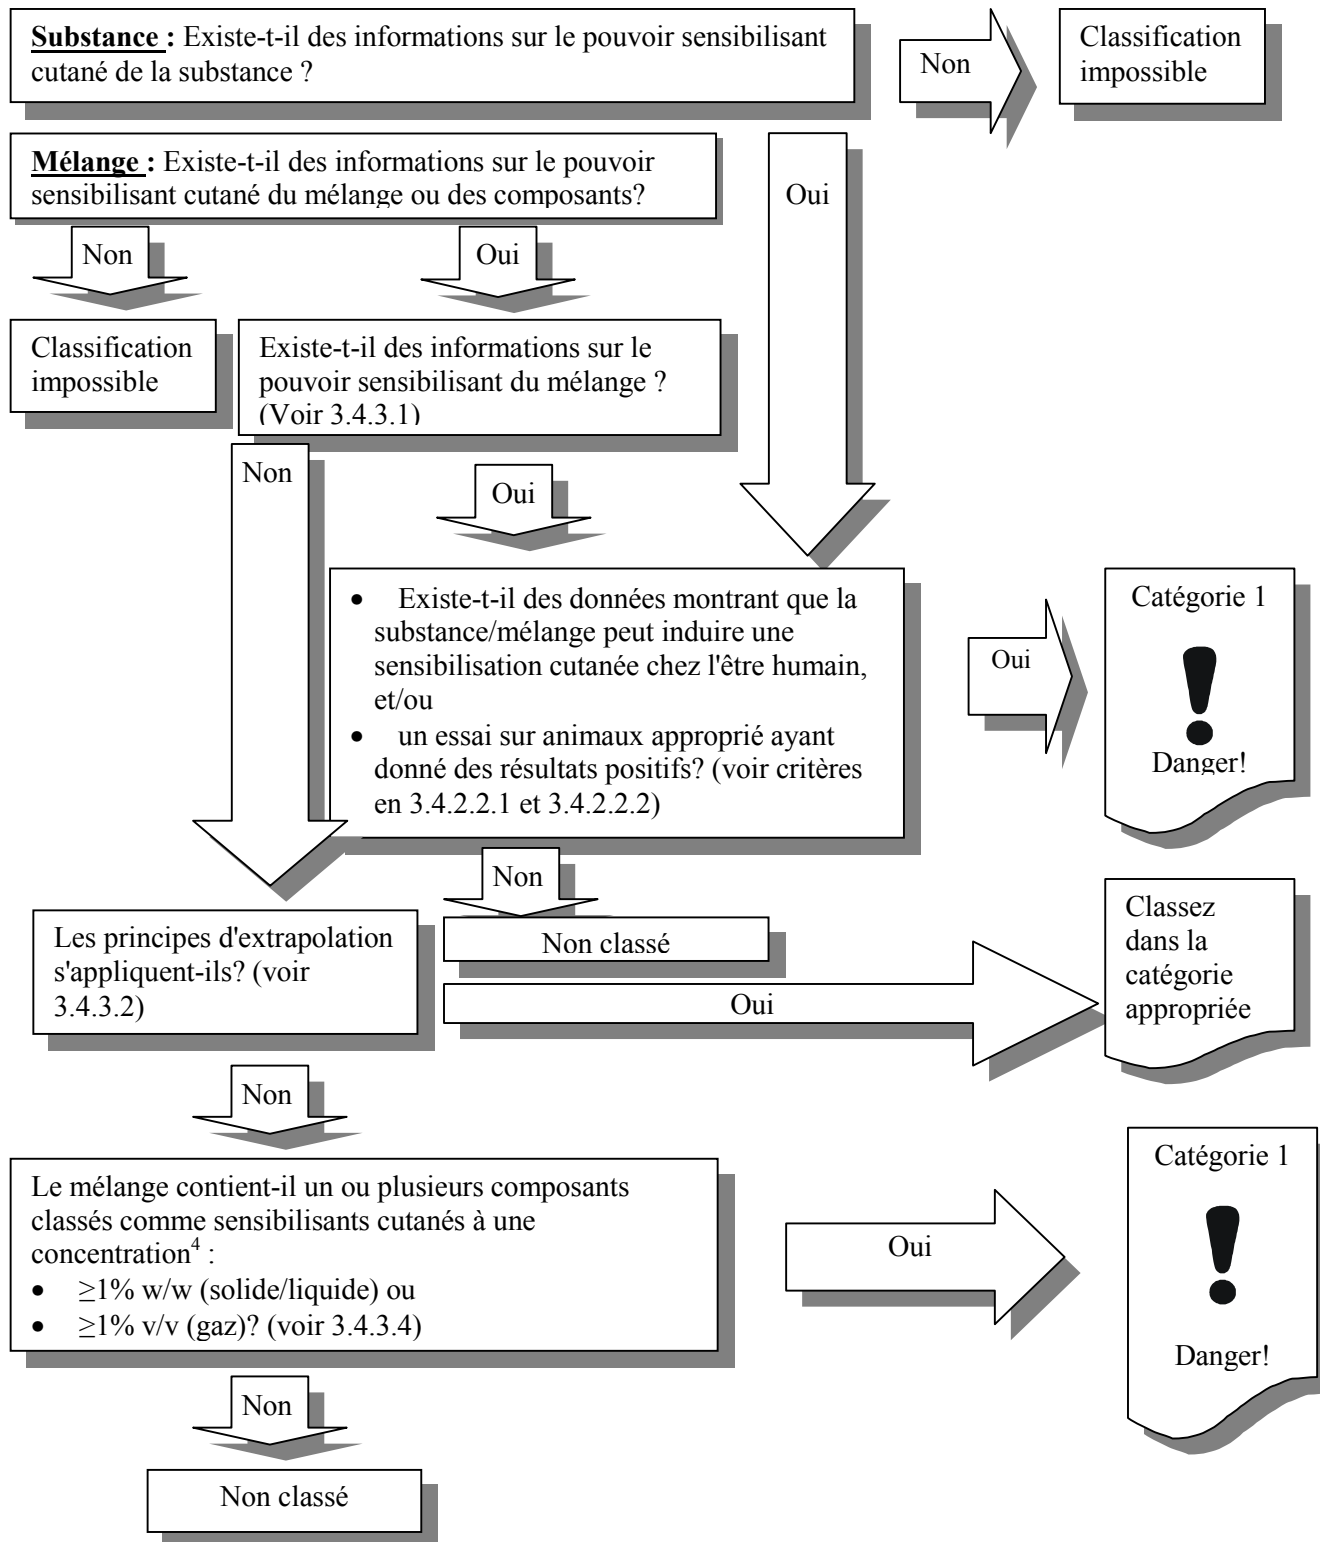 Substance : Existe-t-il des informations sur le pouvoir sensibilisant
cutané de la substance ?
Non
Classification
impossible
Mélange : Existe-t-il des informations sur le pouvoir
sensibilisant cutané du mélange ou des composants?
Oui
Non
Oui
Classification
impossible
Existe-t-il des informations sur le
pouvoir sensibilisant du mélange ?
(Voir 3.4.3.1)
Non
Oui
• Existe-t-il des données montrant que la
substance/mélange peut induire une
sensibilisation cutanée chez l'être humain,
et/ou
• un essai sur animaux approprié ayant
donné des résultats positifs? (voir critères
en 3.4.2.2.1 et 3.4.2.2.2)
Oui
Catégorie 1
!
Danger!
Non
Non classé
Les principes d'extrapolation
s'appliquent-ils? (voir
3.4.3.2)
Oui
Classez
dans la
catégorie
appropriée
Non
Le mélange contient-il un ou plusieurs composants
classés comme sensibilisants cutanés à une
concentration⁴ :
• ≥1% w/w (solide/liquide) ou
• ≥1% v/v (gaz)? (voir 3.4.3.4)
Oui
Catégorie 1
!
Danger!
Non
Non classé